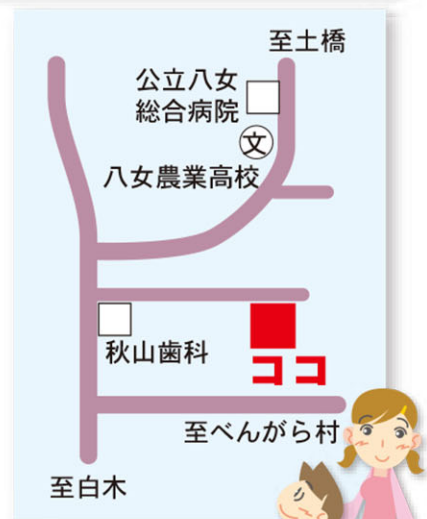 至土橋
公立八女
総合病院
文
八女農業高校
秋山歯科
ココ
至べんがら村
至白木